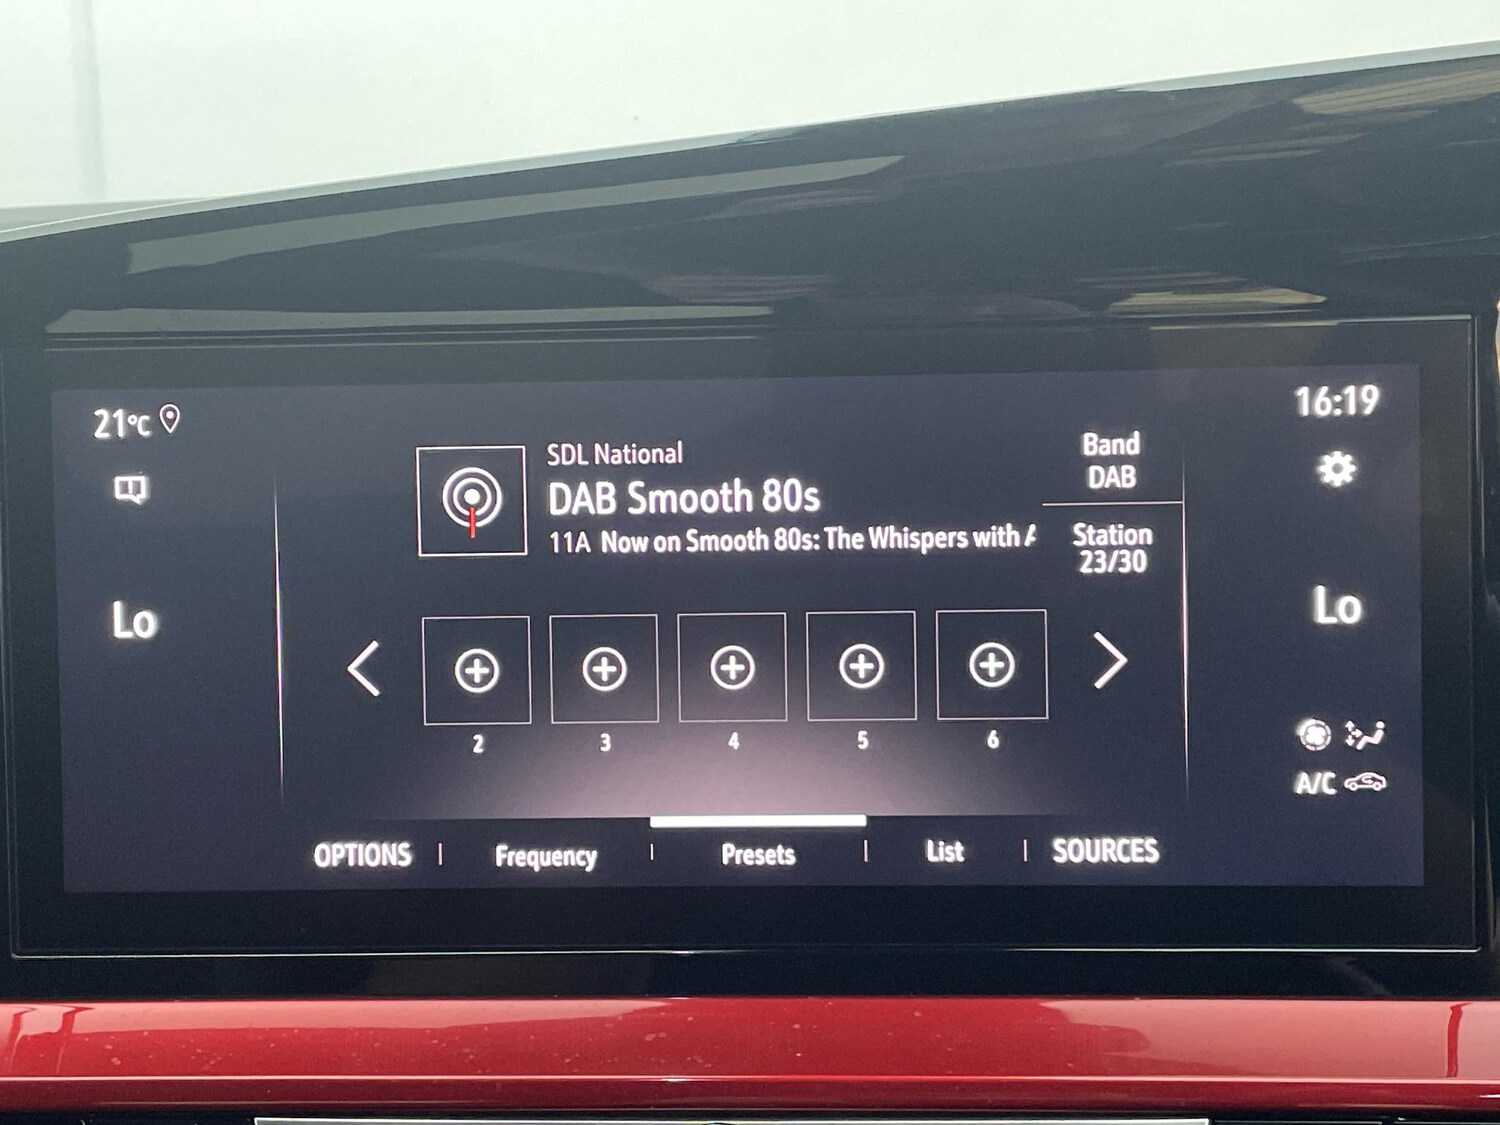 21°C
16:19
SDL National
DAB Smooth 80s
11A Now on Smooth 80s: The Whispers with
Band
DAB
Station
23/30
Lo
Lo
2
3
4
5
6
A/C
OPTIONS
Frequency
Presets
List
SOURCES